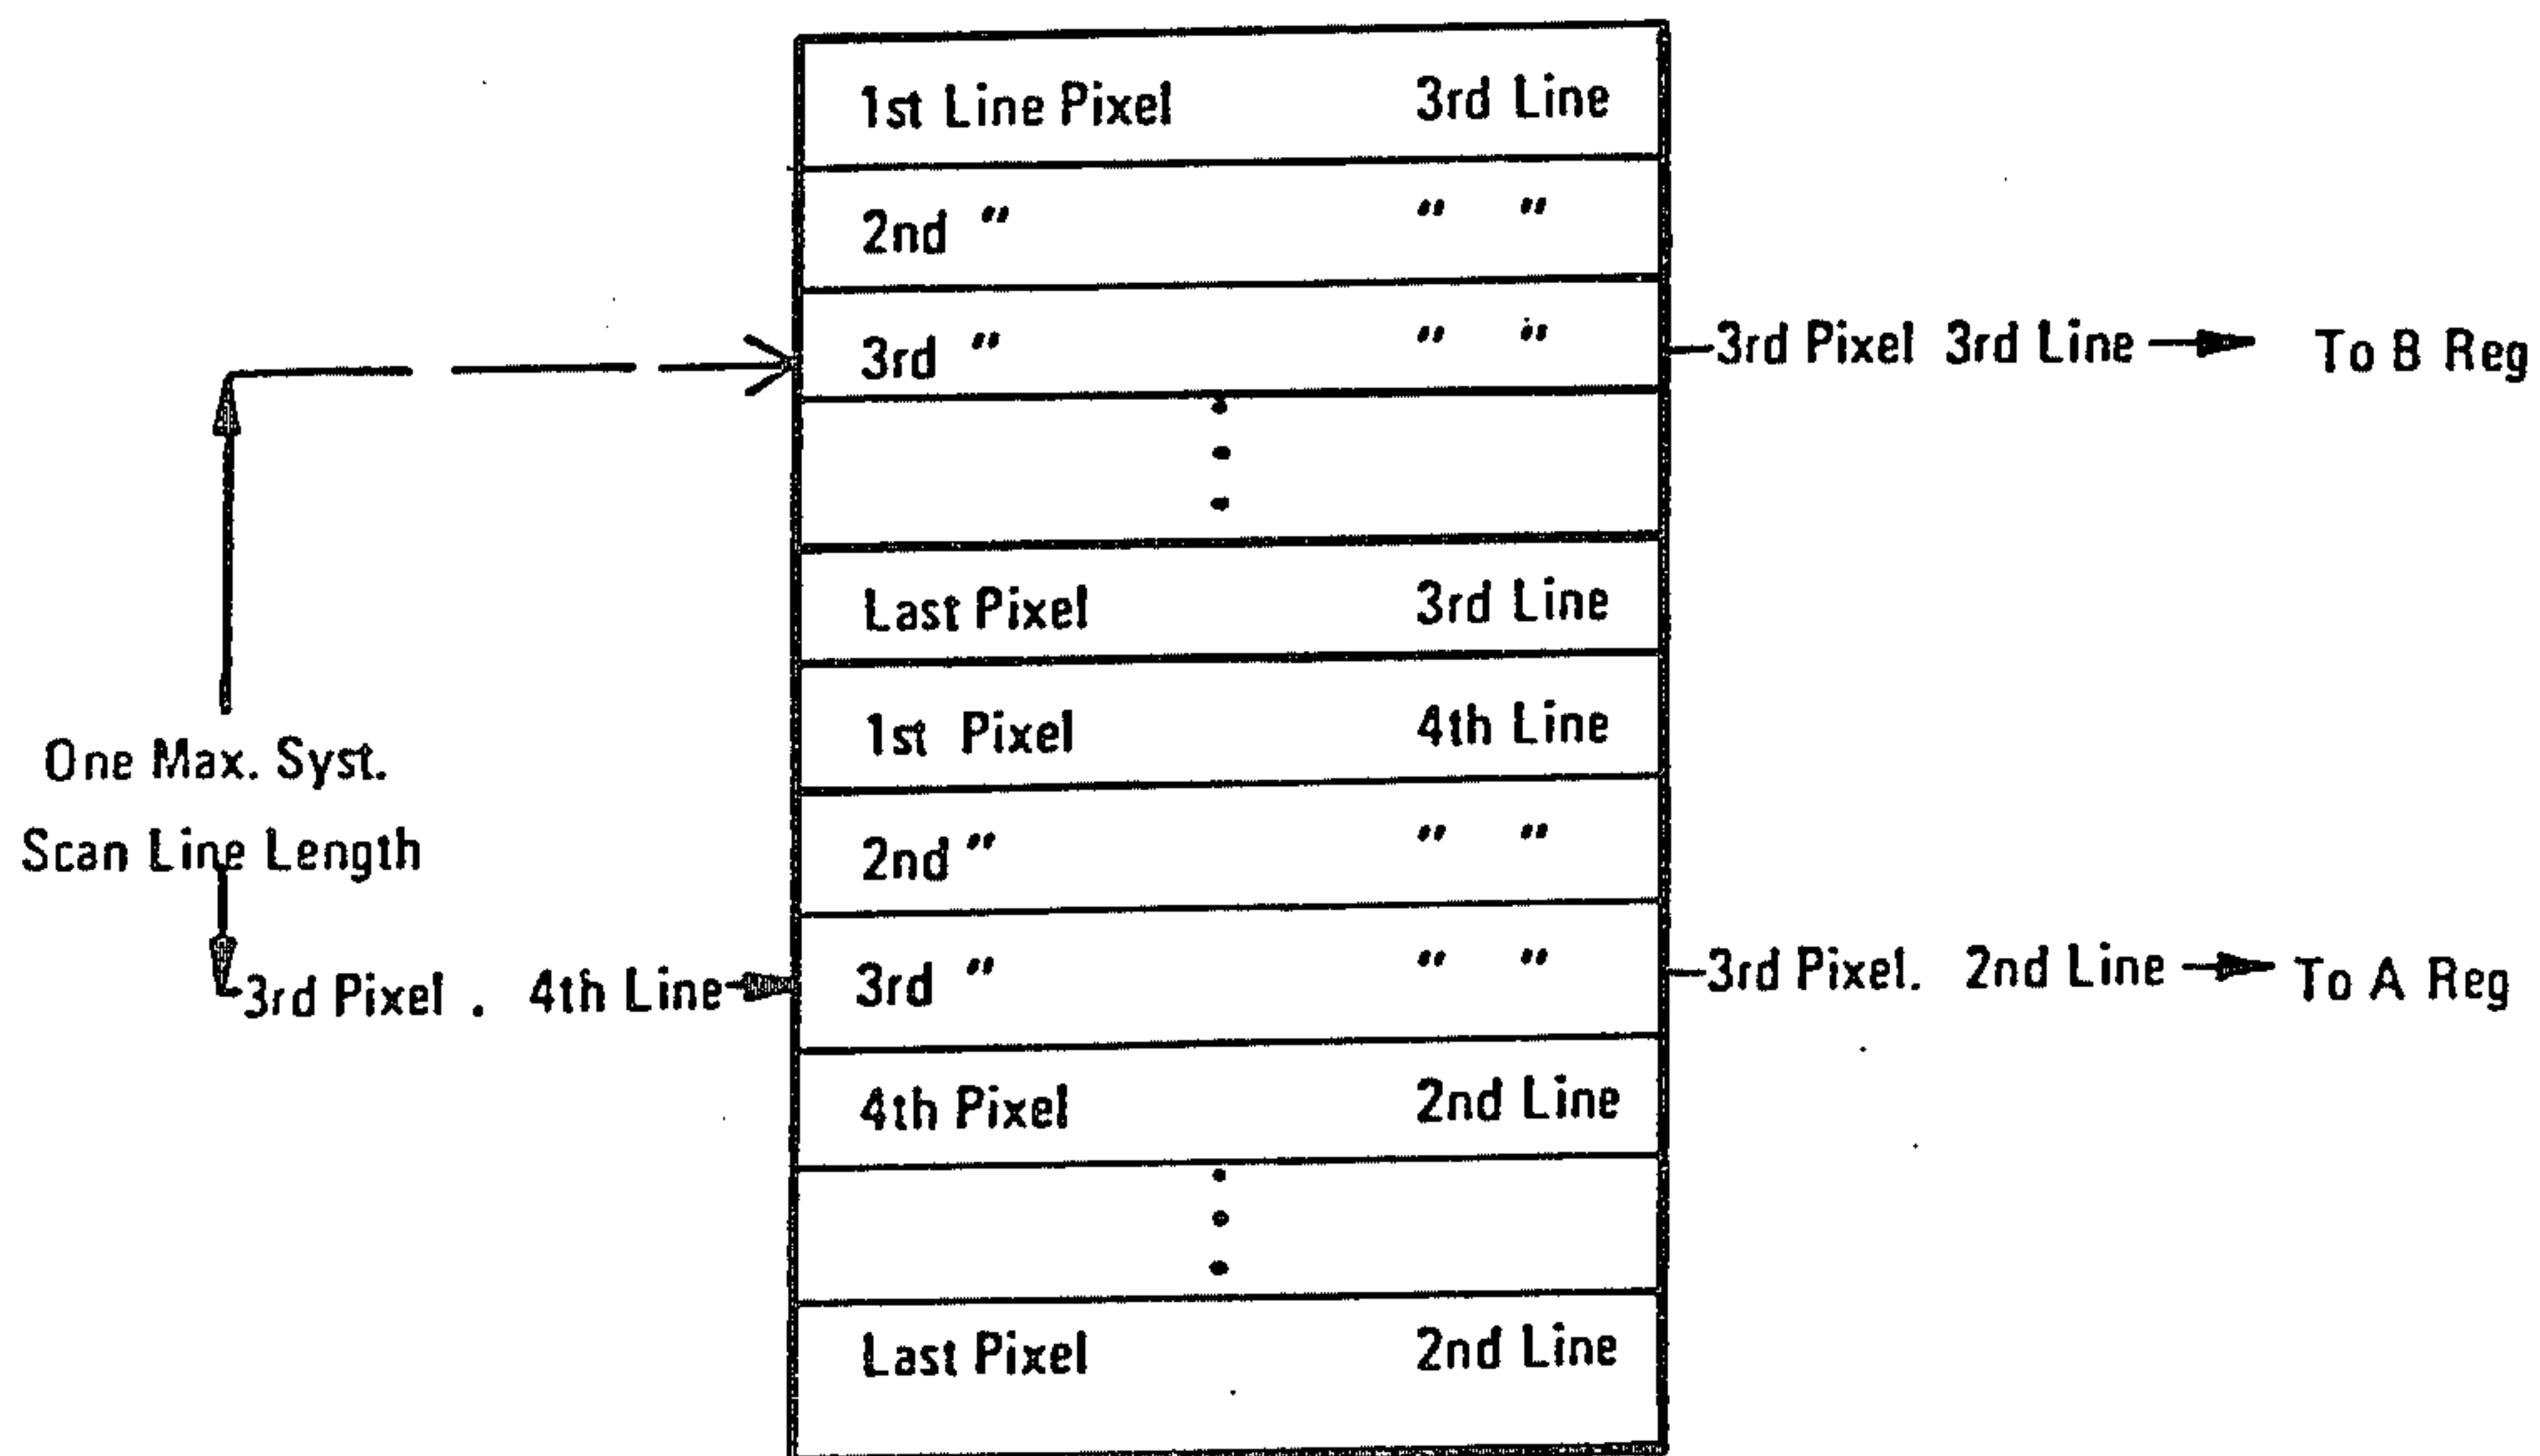 1st Line Pixel 3rd Line
2nd " " "
3rd " " "
3rd Pixel 3rd Line To B Reg
Last Pixel 3rd Line
1st Pixel 4th Line
One Max. Syst.
Scan Line Length
2nd " " "
3rd Pixel . 4th Line
3rd " " "
3rd Pixel. 2nd Line To A Reg
4th Pixel 2nd Line
Last Pixel 2nd Line